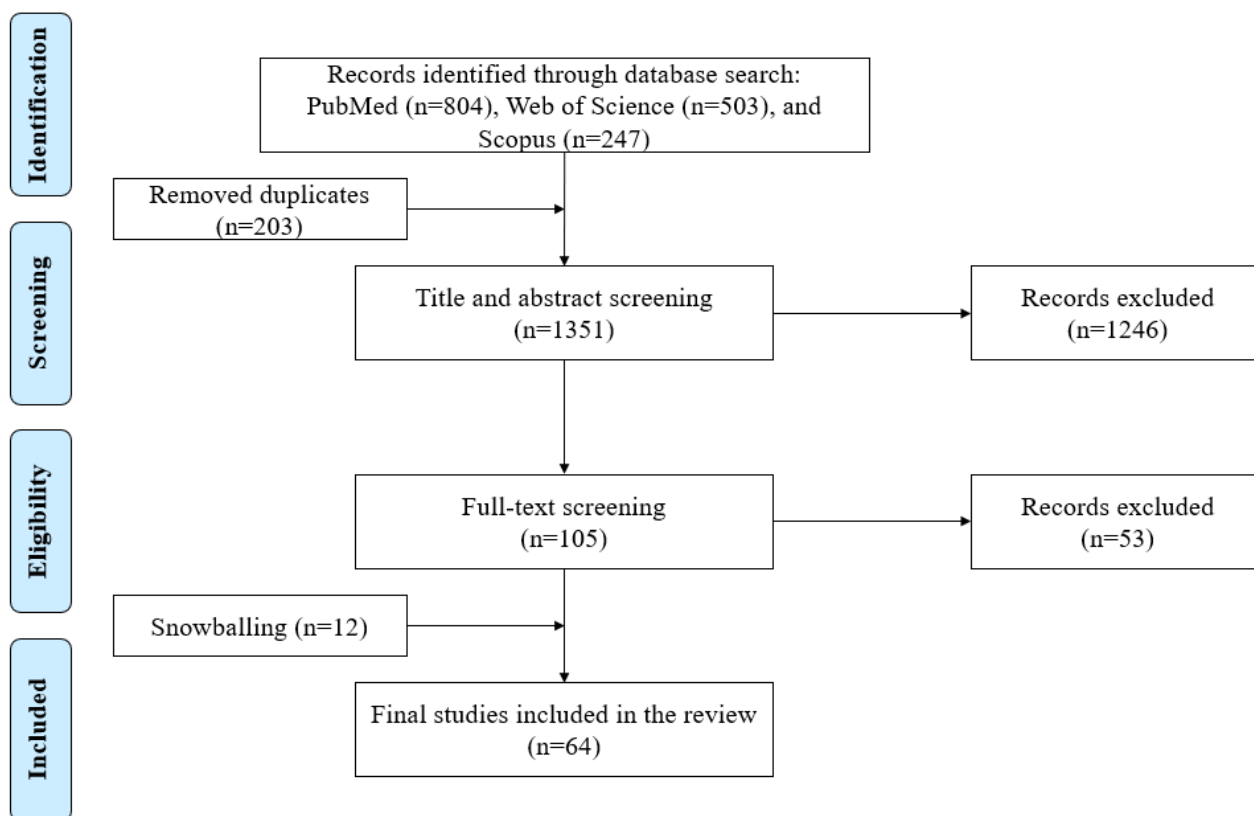 Identification
Records identified through database search:
PubMed (n=804), Web of Science (n=503), and
Scopus (n=247)
Removed duplicates
(n=203)
Screening
Title and abstract screening
(n=1351)
Records excluded
(n=1246)
Eligibility
Full-text screening
(n=105)
Records excluded
(n=53)
Snowballing (n=12)
Included
Final studies included in the review
(n=64)